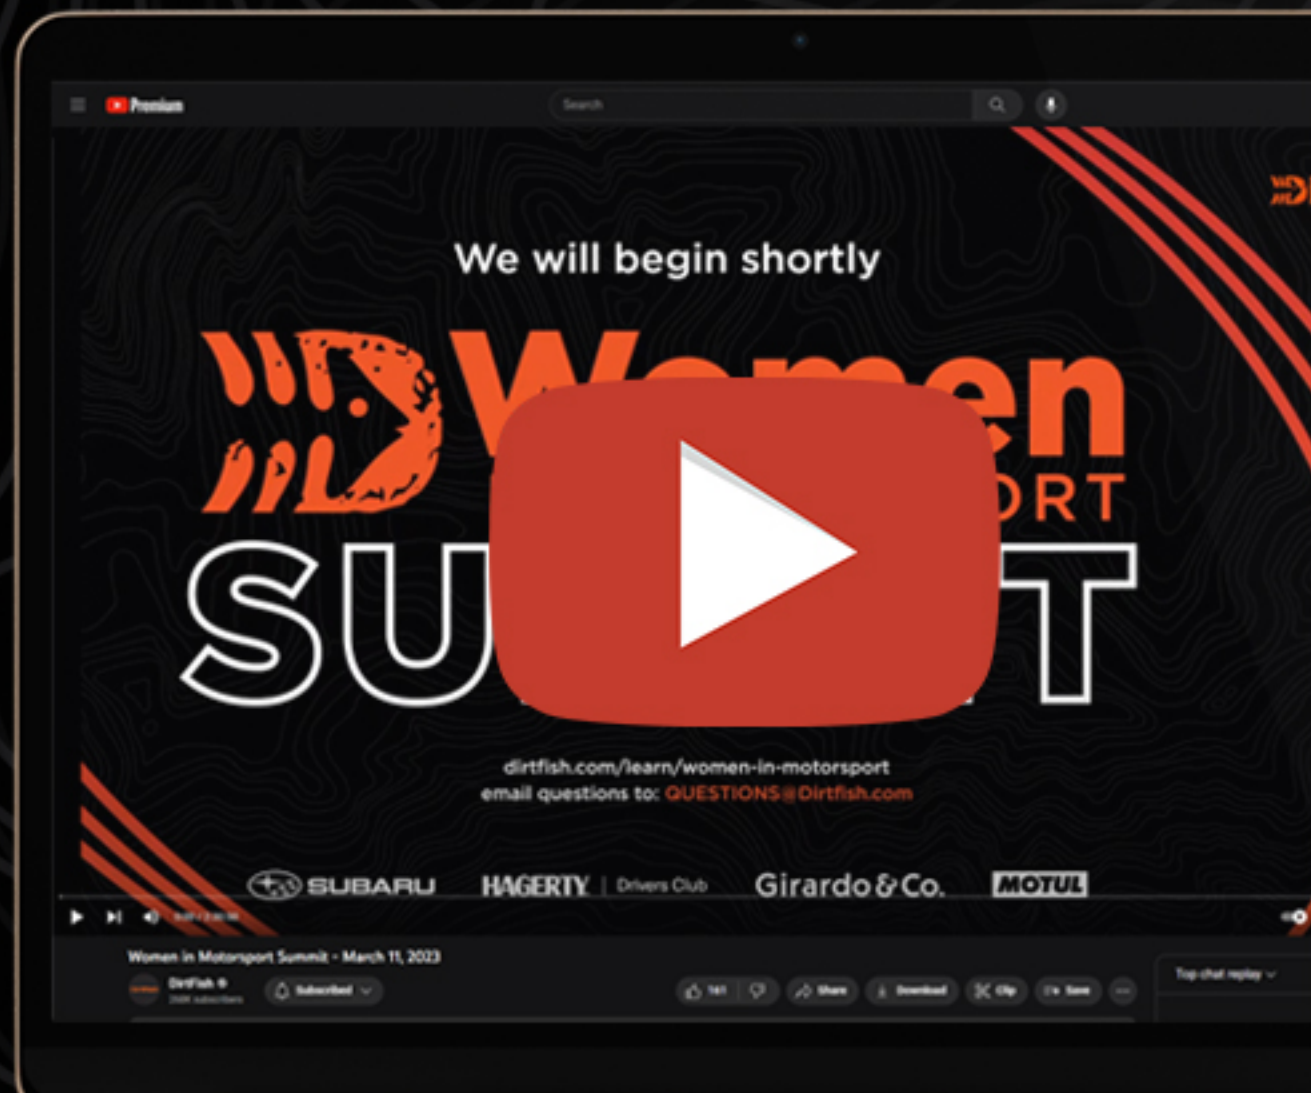 Premium
Search
We will begin shortly
Women
ORT
SU T
dirtfish.com/learn/women-in-motorsport
email questions to: QUESTIONS@Dirtfish.com
SUBARU HAGERTY | Drivers Club Girardo & Co. MOTUL
Women in Motorsport Summit - March 11, 2023
DirtFish
Subscribed
161 Share Download Clip Save
Top chat replay